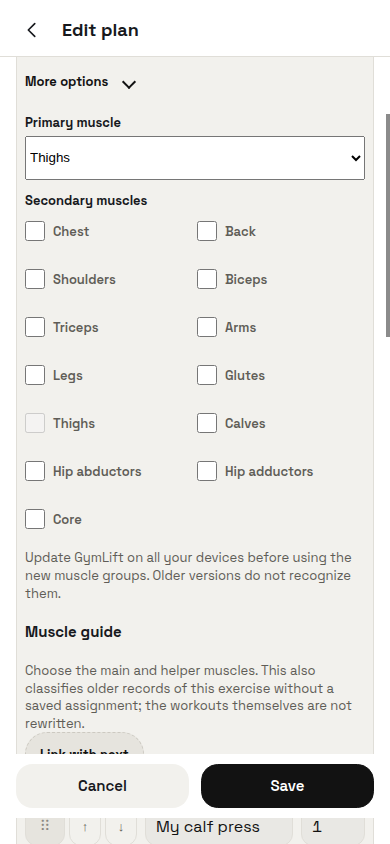 Edit plan
More options
Primary muscle
Thighs
Secondary muscles
Chest
Back
Shoulders
Biceps
Triceps
Arms
Legs
Glutes
Thighs
Calves
Hip abductors
Hip adductors
Core
Update GymLift on all your devices before using the
new muscle groups. Older versions do not recognize
them.
Muscle guide
Choose the main and helper muscles. This also
classifies older records of this exercise without a
saved assignment; the workouts themselves are not
rewritten.
Link with next
Cancel
Save
↑
↓
My calf press
1